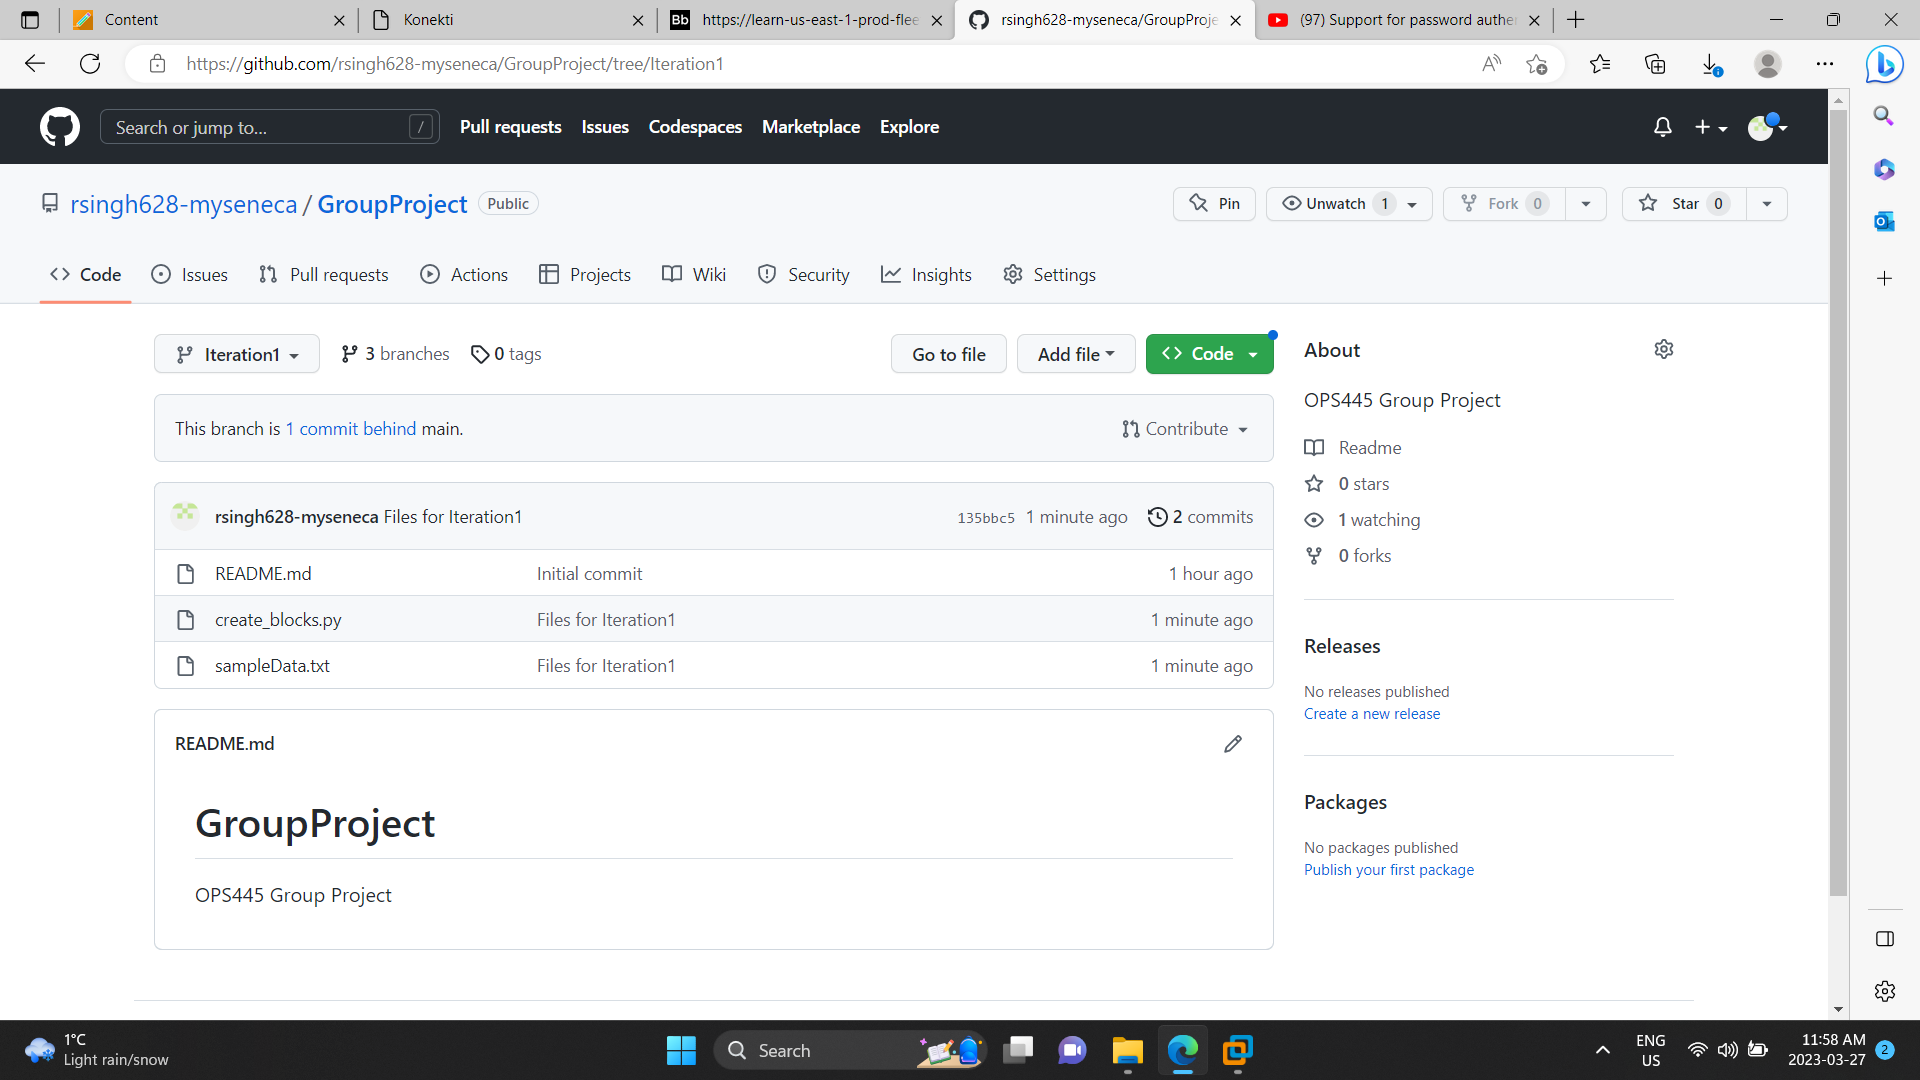 Content
Konekti
Bb https://learn-us-east-1-prod-flee
rsingh628-myseneca/GroupProje
(97) Support for password authen
https://github.com/rsingh628-myseneca/GroupProject/tree/Iteration1
Search or jump to... /
Pull requests Issues Codespaces Marketplace Explore
rsingh628-myseneca / GroupProject Public
Pin Unwatch 1 Fork 0 Star 0
Code Issues Pull requests Actions Projects Wiki Security Insights Settings
Iteration1 3 branches 0 tags Go to file Add file Code
This branch is 1 commit behind main. Contribute
rsingh628-myseneca Files for Iteration1 135bbc5 1 minute ago 2 commits
README.md Initial commit 1 hour ago
create_blocks.py Files for Iteration1 1 minute ago
sampleData.txt Files for Iteration1 1 minute ago
README.md
GroupProject
OPS445 Group Project
About
OPS445 Group Project
Readme
0 stars
1 watching
0 forks
Releases
No releases published
Create a new release
Packages
No packages published
Publish your first package
1°C
Light rain/snow
Search
ENG
US
11:58 AM
2023-03-27
2